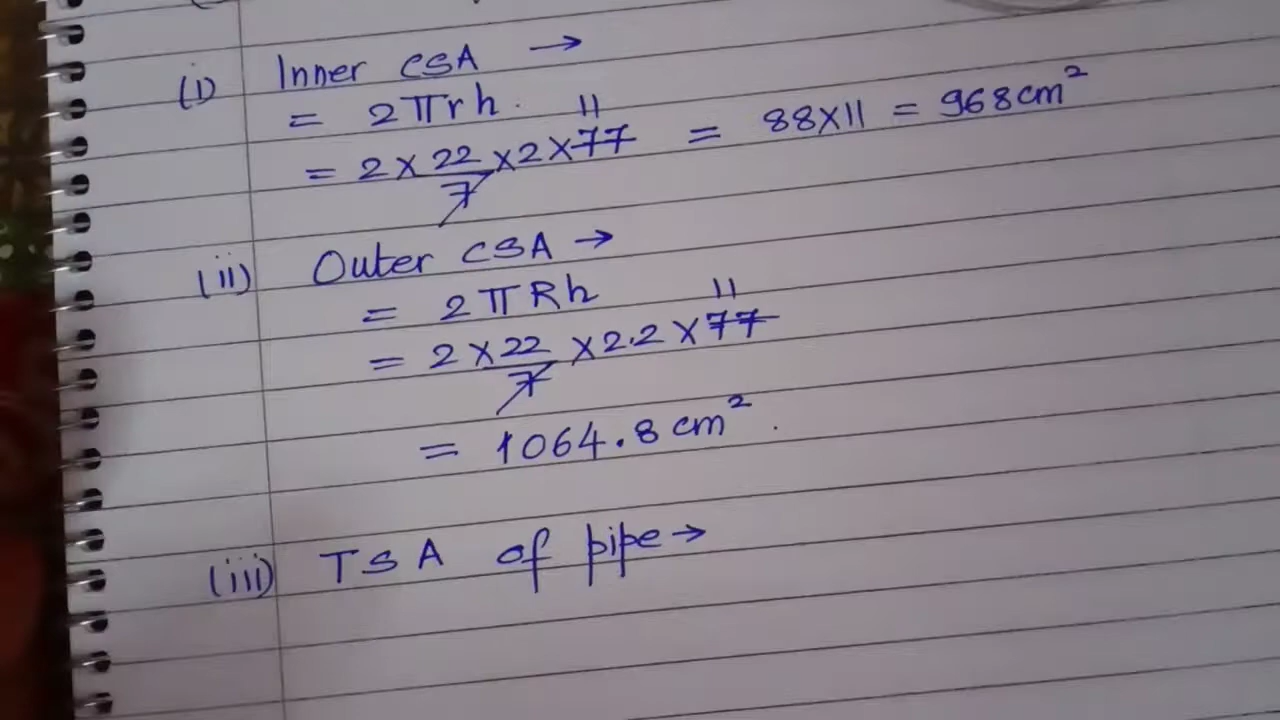 (i) Inner CSA →
= 2πrh.
= 2 × 22/7 × 2 × 77 11 = 88×11 = 968 cm²
(ii) Outer CSA →
= 2πRh
= 2 × 22/7 × 2.2 × 77 11
= 1064.8 cm².
(iii) TSA of pipe →